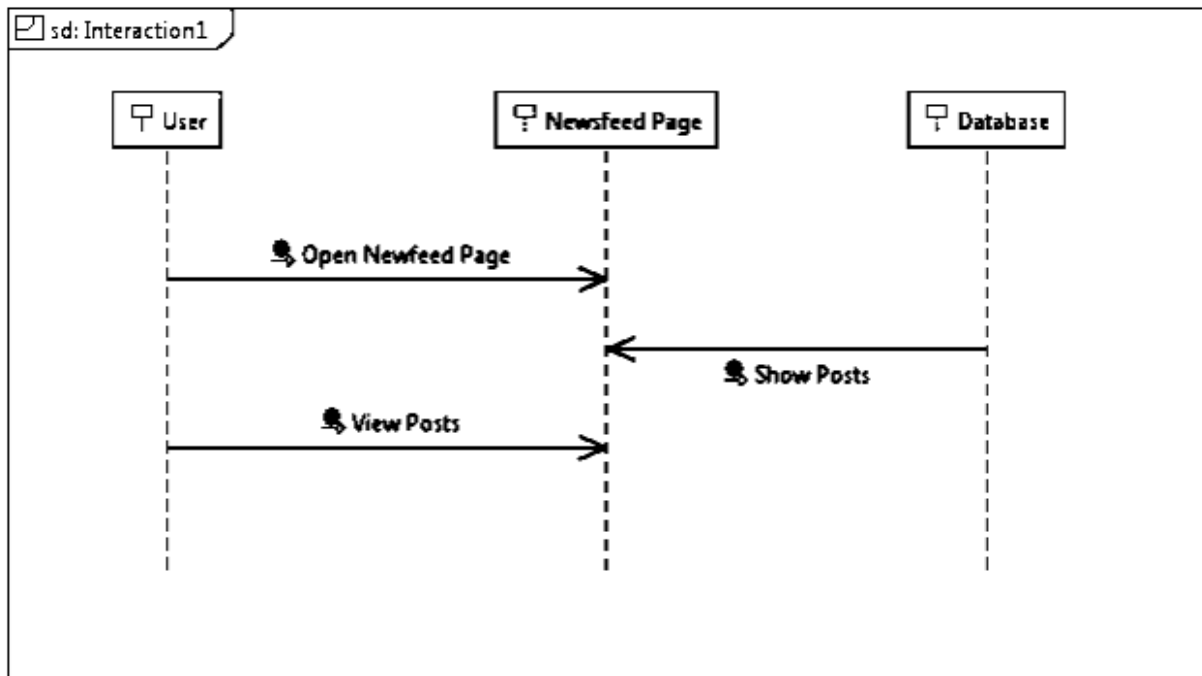 sd: Interaction1
User
Newsfeed Page
Database
Open Newfeed Page
Show Posts
View Posts